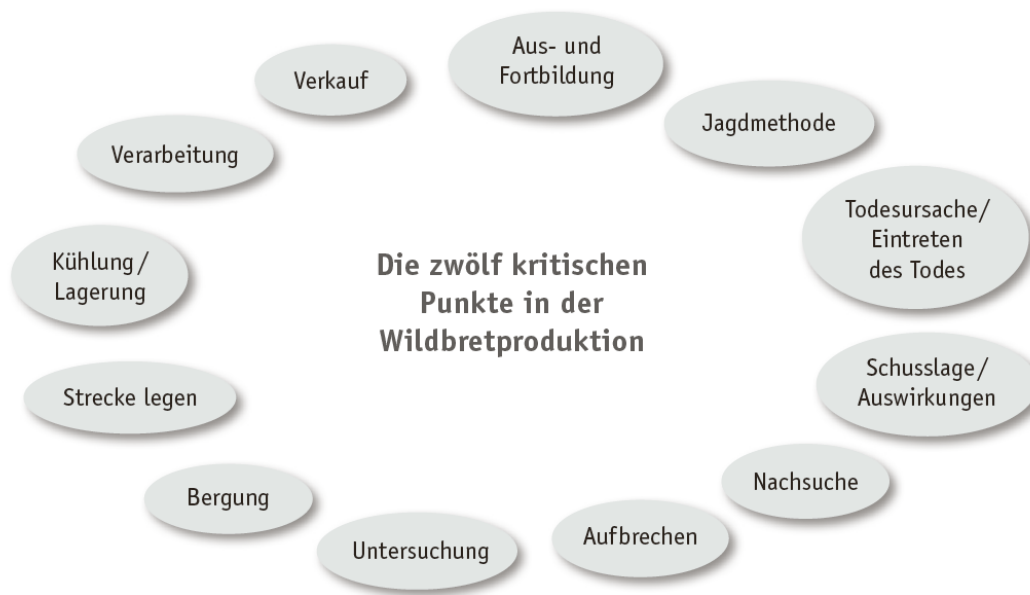 Die zwölf kritischen
Punkte in der
Wildbretproduktion
Aus- und
Fortbildung
Jagdmethode
Todesursache/
Eintreten
des Todes
Schusslage/
Auswirkungen
Nachsuche
Aufbrechen
Untersuchung
Bergung
Strecke legen
Kühlung/
Lagerung
Verarbeitung
Verkauf